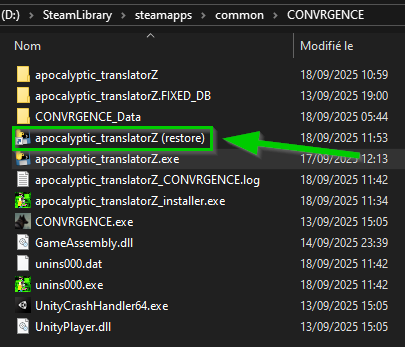 (D:) > SteamLibrary > steamapps > common > CONVRGENCE
Nom Modifié le
apocalyptic_translatorZ 18/09/2025 10:59
apocalyptic_translatorZ.FIXED_DB 13/09/2025 19:00
CONVRGENCE_Data 18/09/2025 05:44
apocalyptic_translatorZ (restore) 18/09/2025 11:53
apocalyptic_translatorZ.exe 17/09/2025 12:13
apocalyptic_translatorZ_CONVRGENCE.log 18/09/2025 11:42
apocalyptic_translatorZ_installer.exe 18/09/2025 11:34
CONVRGENCE.exe 13/09/2025 15:05
GameAssembly.dll 14/09/2025 23:39
unins000.dat 18/09/2025 11:42
unins000.exe 18/09/2025 11:42
UnityCrashHandler64.exe 13/09/2025 15:05
UnityPlayer.dll 13/09/2025 15:05